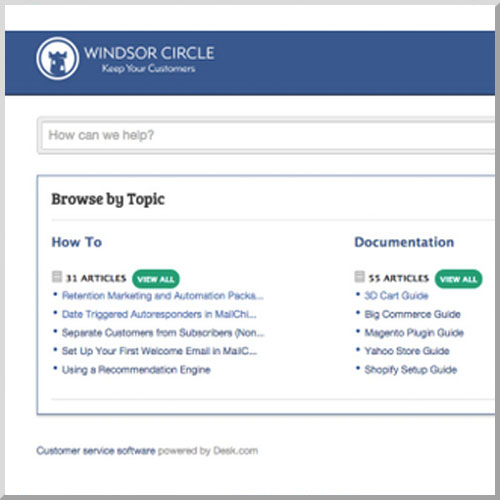 WINDSOR CIRCLE
Keep Your Customers
How can we help?
Browse by Topic
How To
31 ARTICLES VIEW ALL
Retention Marketing and Automation Packa...
Date Triggered Autoresponders in MailChi...
Separate Customers from Subscribers (Non...
Set Up Your First Welcome Email in MailC...
Using a Recommendation Engine
Documentation
55 ARTICLES VIEW ALL
3D Cart Guide
Big Commerce Guide
Magento Plugin Guide
Yahoo Store Guide
Shopify Setup Guide
Customer service software powered by Desk.com